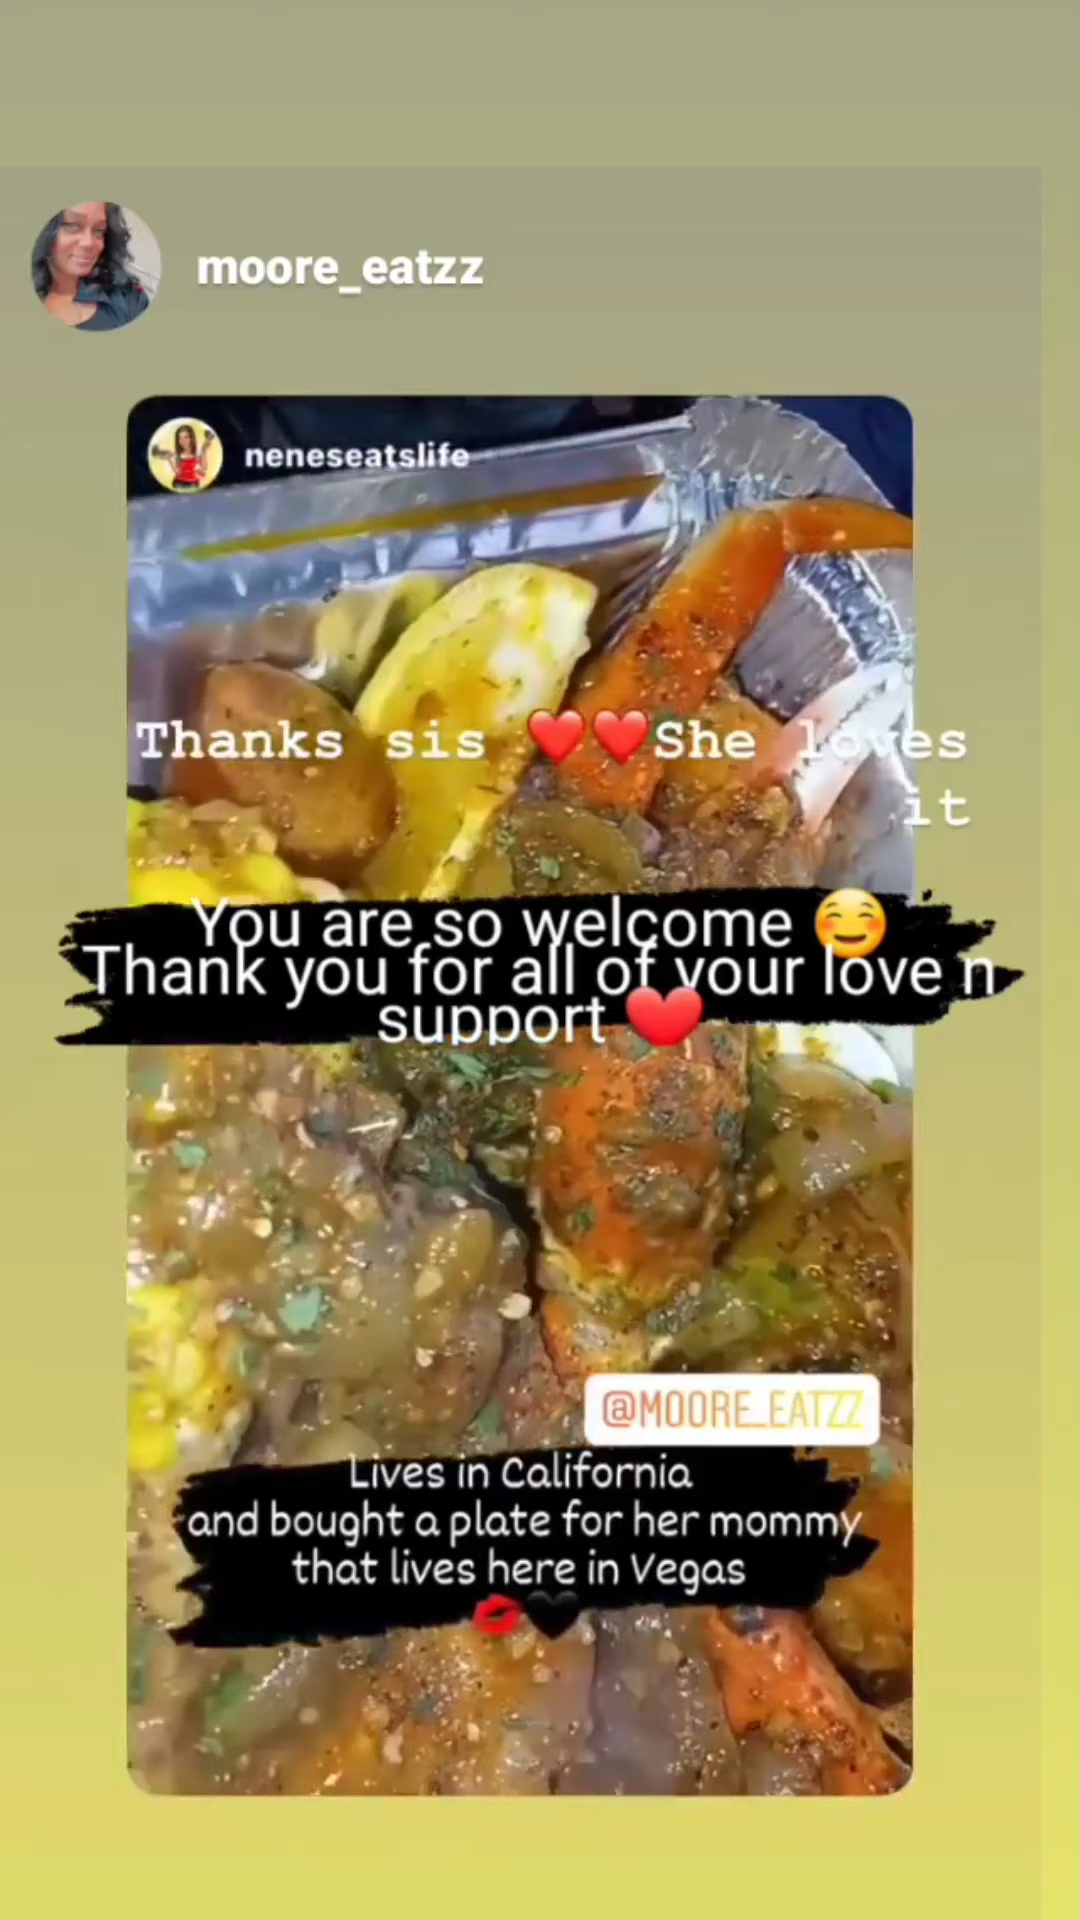 moore_eatzz
neneseatslife
Thanks sis ❤️❤️She loves
it
You are so welcome ☺️
Thank you for all of your love n
support ❤️
@MOORE_EATZZ
Lives in California
and bought a plate for her mommy
that lives here in Vegas
💋🖤